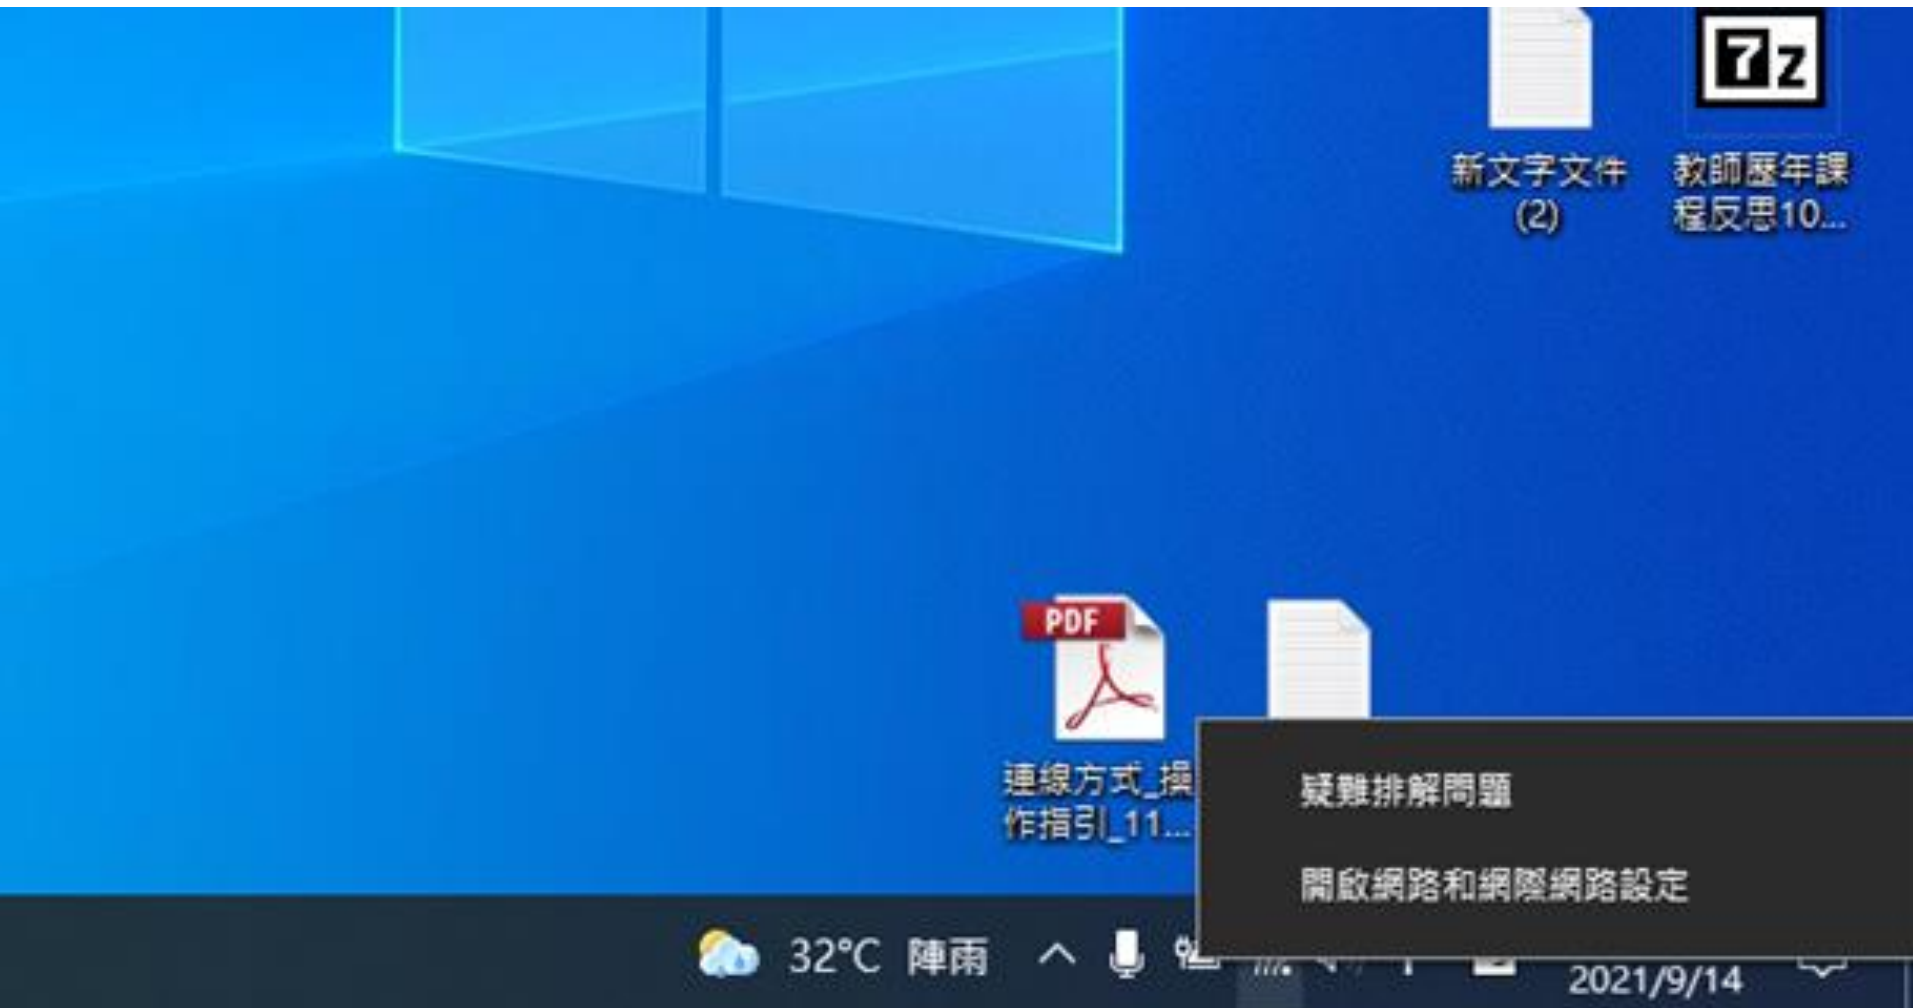 7z
新文字文件
(2)
教師歷年課
程反思10...
PDF
連線方式_操
作指引_11...
疑難排解問題
開啟網路和網際網路設定
32°C 陣雨
2021/9/14